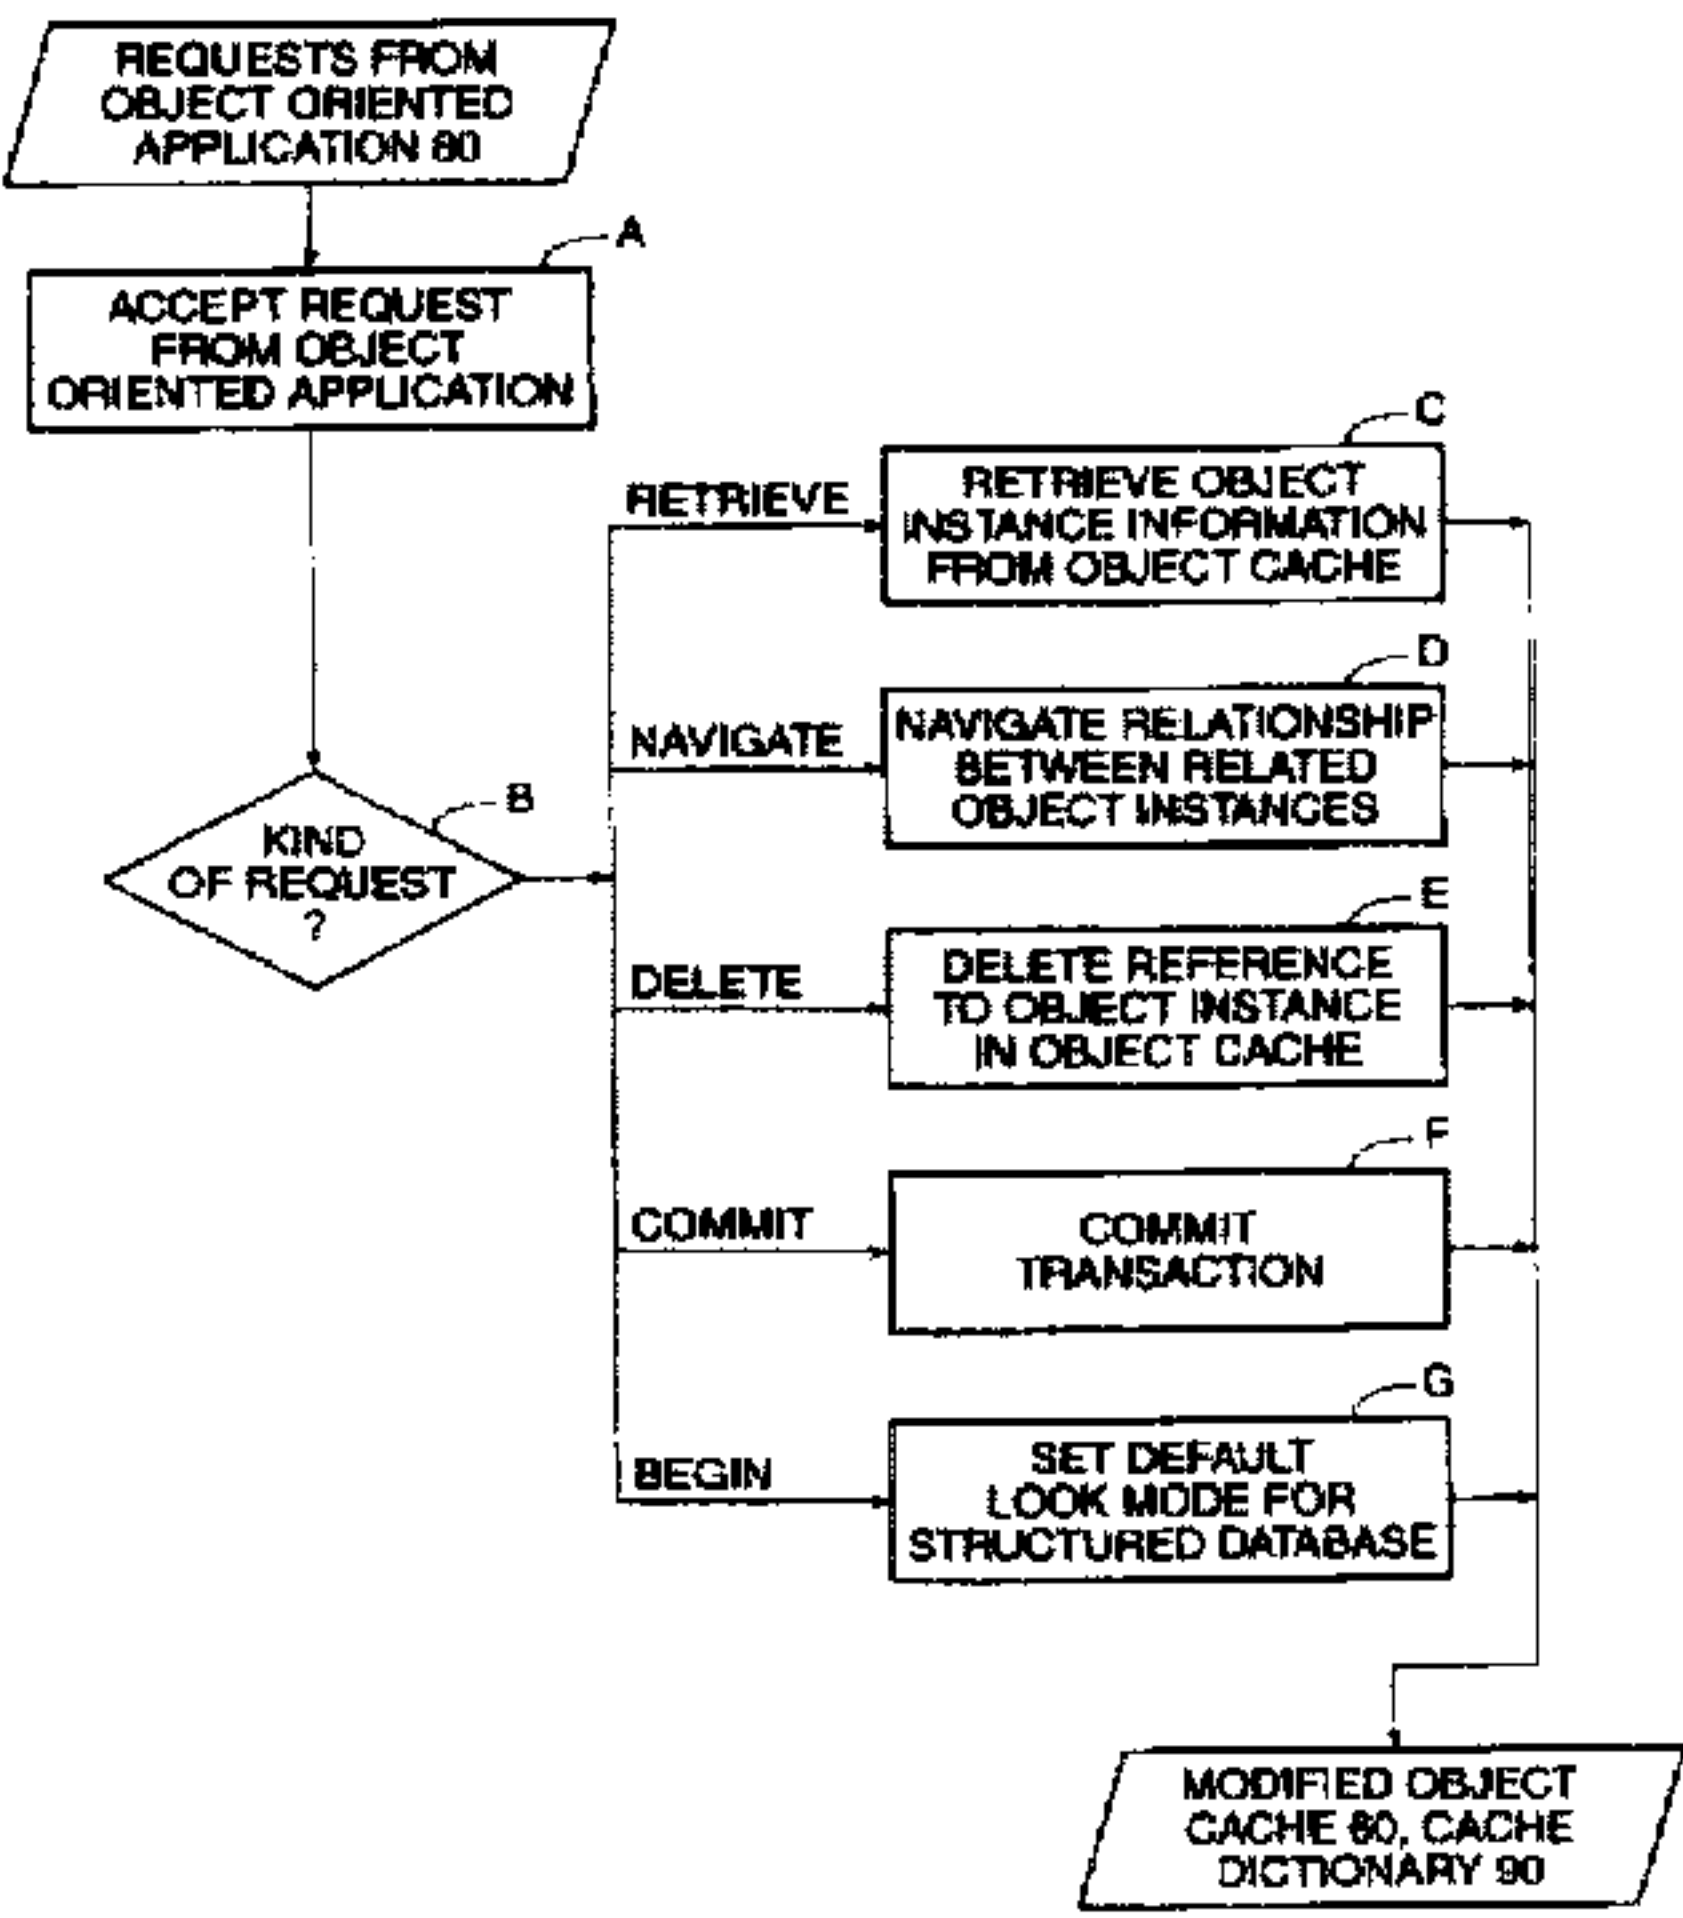 REQUESTS FROM
OBJECT ORIENTED
APPLICATION 60
A
ACCEPT REQUEST
FROM OBJECT
ORIENTED APPLICATION
C
RETRIEVE
RETRIEVE OBJECT
INSTANCE INFORMATION
FROM OBJECT CACHE
D
NAVIGATE
NAVIGATE RELATIONSHIP
BETWEEN RELATED
OBJECT INSTANCES
B
KIND
OF REQUEST
?
E
DELETE
DELETE REFERENCE
TO OBJECT INSTANCE
IN OBJECT CACHE
F
COMMIT
COMMIT
TRANSACTION
G
BEGIN
SET DEFAULT
LOOK MODE FOR
STRUCTURED DATABASE
MODIFIED OBJECT
CACHE 80, CACHE
DICTIONARY 90